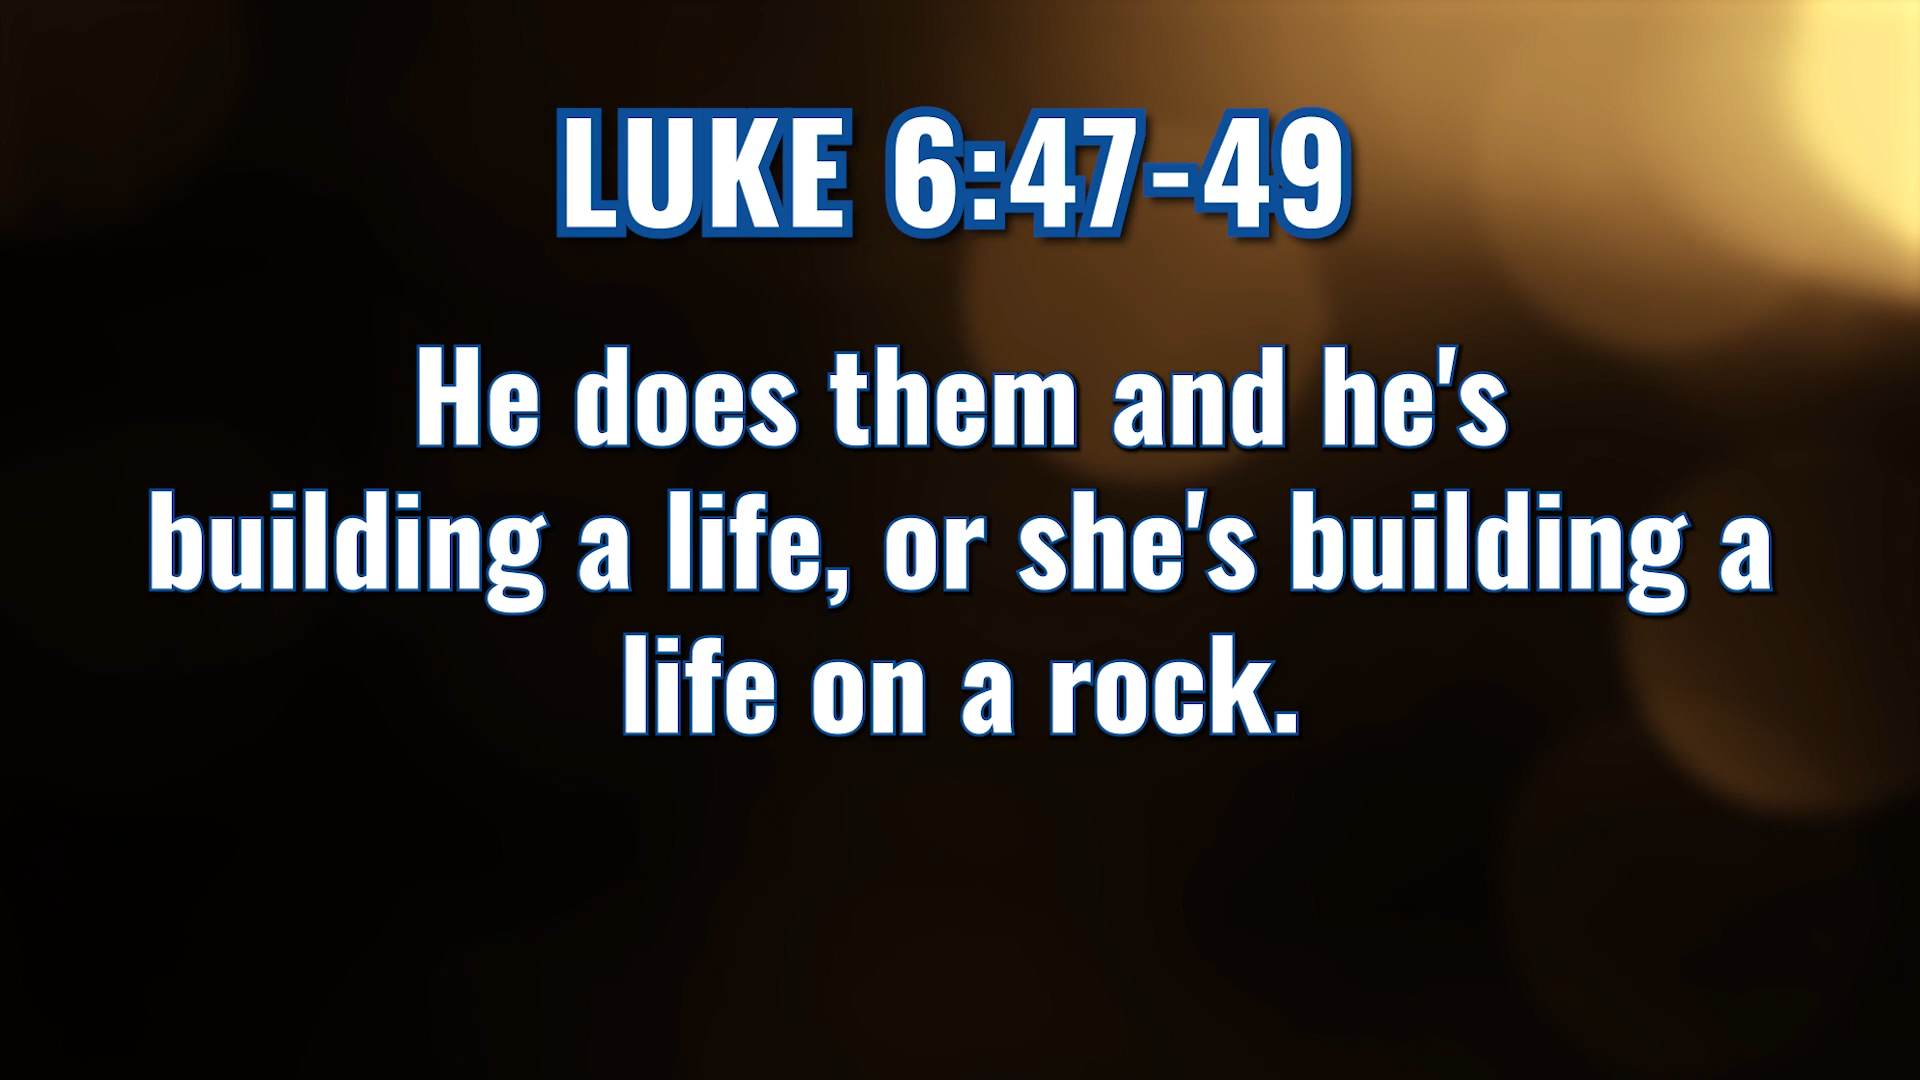 LUKE 6:47-49
He does them and he's
building a life, or she's building a
life on a rock.